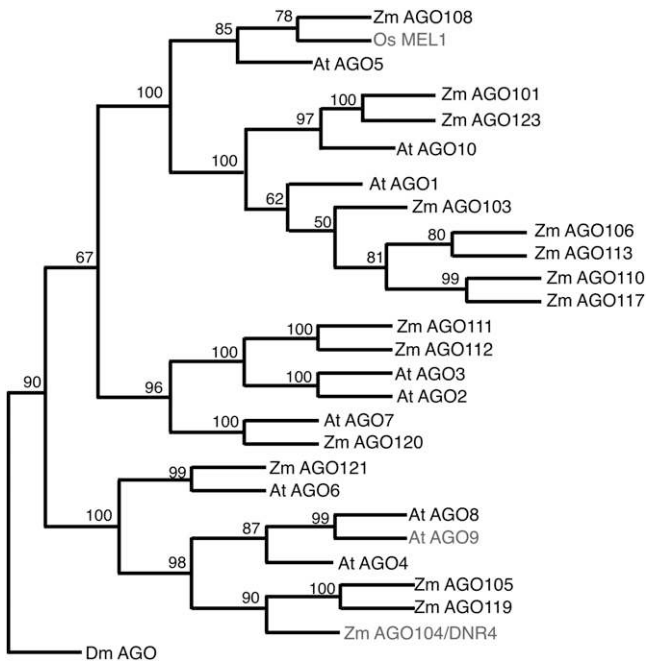 78
Zm AGO108
85
Os MEL1
At AGO5
100
100
Zm AGO101
97
Zm AGO123
At AGO10
100
At AGO1
62
Zm AGO103
50
80
Zm AGO106
81
Zm AGO113
99
Zm AGO110
Zm AGO117
67
100
Zm AGO111
100
Zm AGO112
100
At AGO3
At AGO2
96
100
At AGO7
Zm AGO120
90
99
Zm AGO121
At AGO6
100
99
At AGO8
87
At AGO9
At AGO4
98
100
Zm AGO105
90
Zm AGO119
Zm AGO104/DNR4
Dm AGO